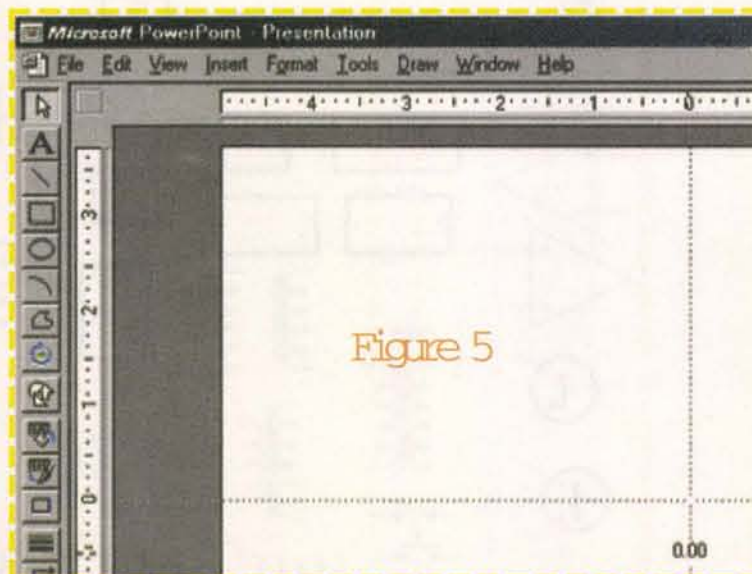 Microsoft PowerPoint - Presentation
File Edit View Insert Format Tools Draw Window Help
4 3 2 1 0
A
3
2
1
0
Figure 5
0.00